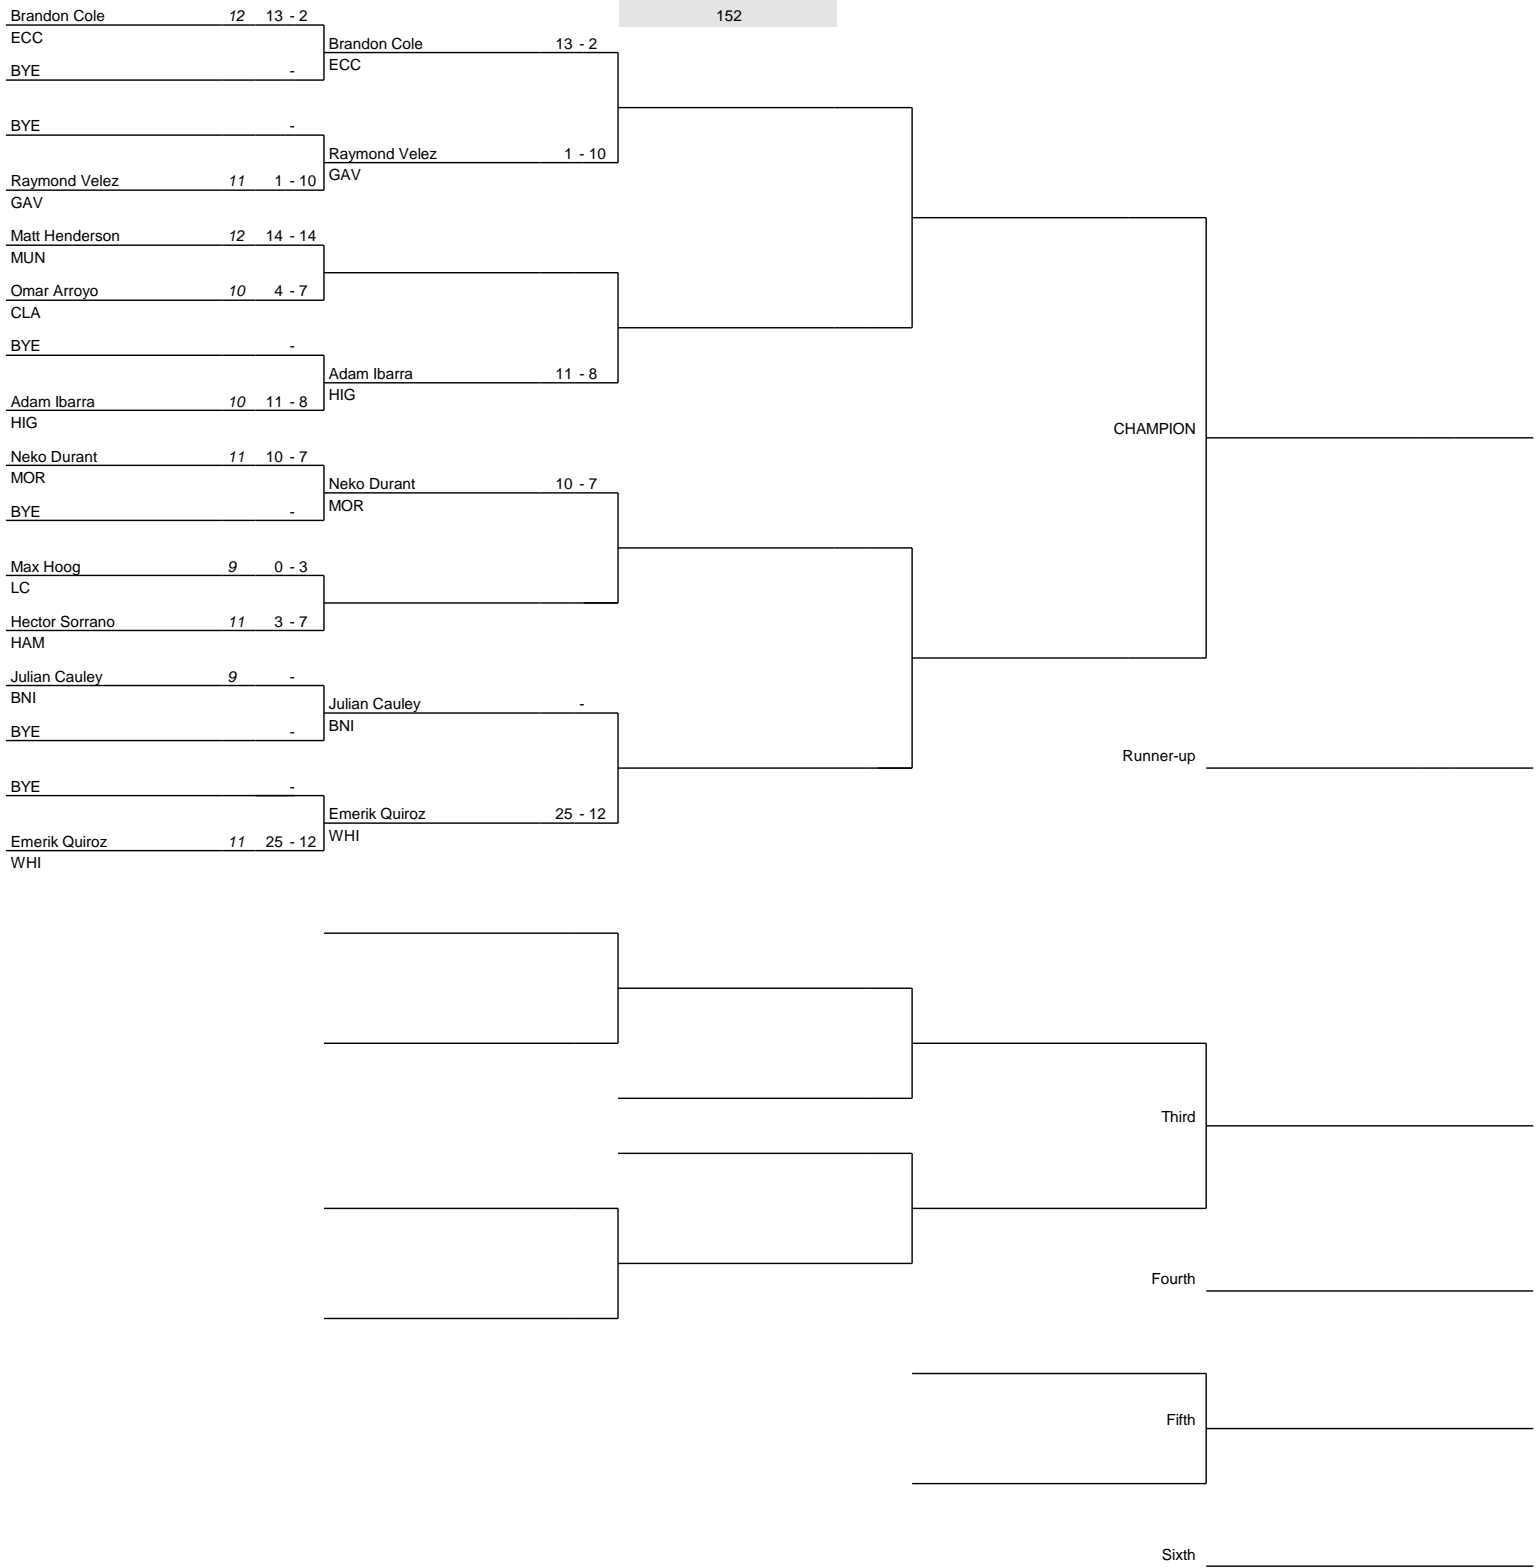 152
Brandon Cole 12 13 - 2
ECC
BYE -
BYE -
Raymond Velez 11 1 - 10
GAV
Matt Henderson 12 14 - 14
MUN
Omar Arroyo 10 4 - 7
CLA
BYE -
Adam Ibarra 10 11 - 8
HIG
Neko Durant 11 10 - 7
MOR
BYE -
Max Hoog 9 0 - 3
LC
Hector Sorrano 11 3 - 7
HAM
Julian Cauley 9 -
BNI
BYE -
BYE -
Emerik Quiroz 11 25 - 12
WHI
Brandon Cole 13 - 2
ECC
Raymond Velez 1 - 10
GAV
Adam Ibarra 11 - 8
HIG
Neko Durant 10 - 7
MOR
Julian Cauley -
BNI
Emerik Quiroz 25 - 12
WHI
CHAMPION
Runner-up
Third
Fourth
Fifth
Sixth